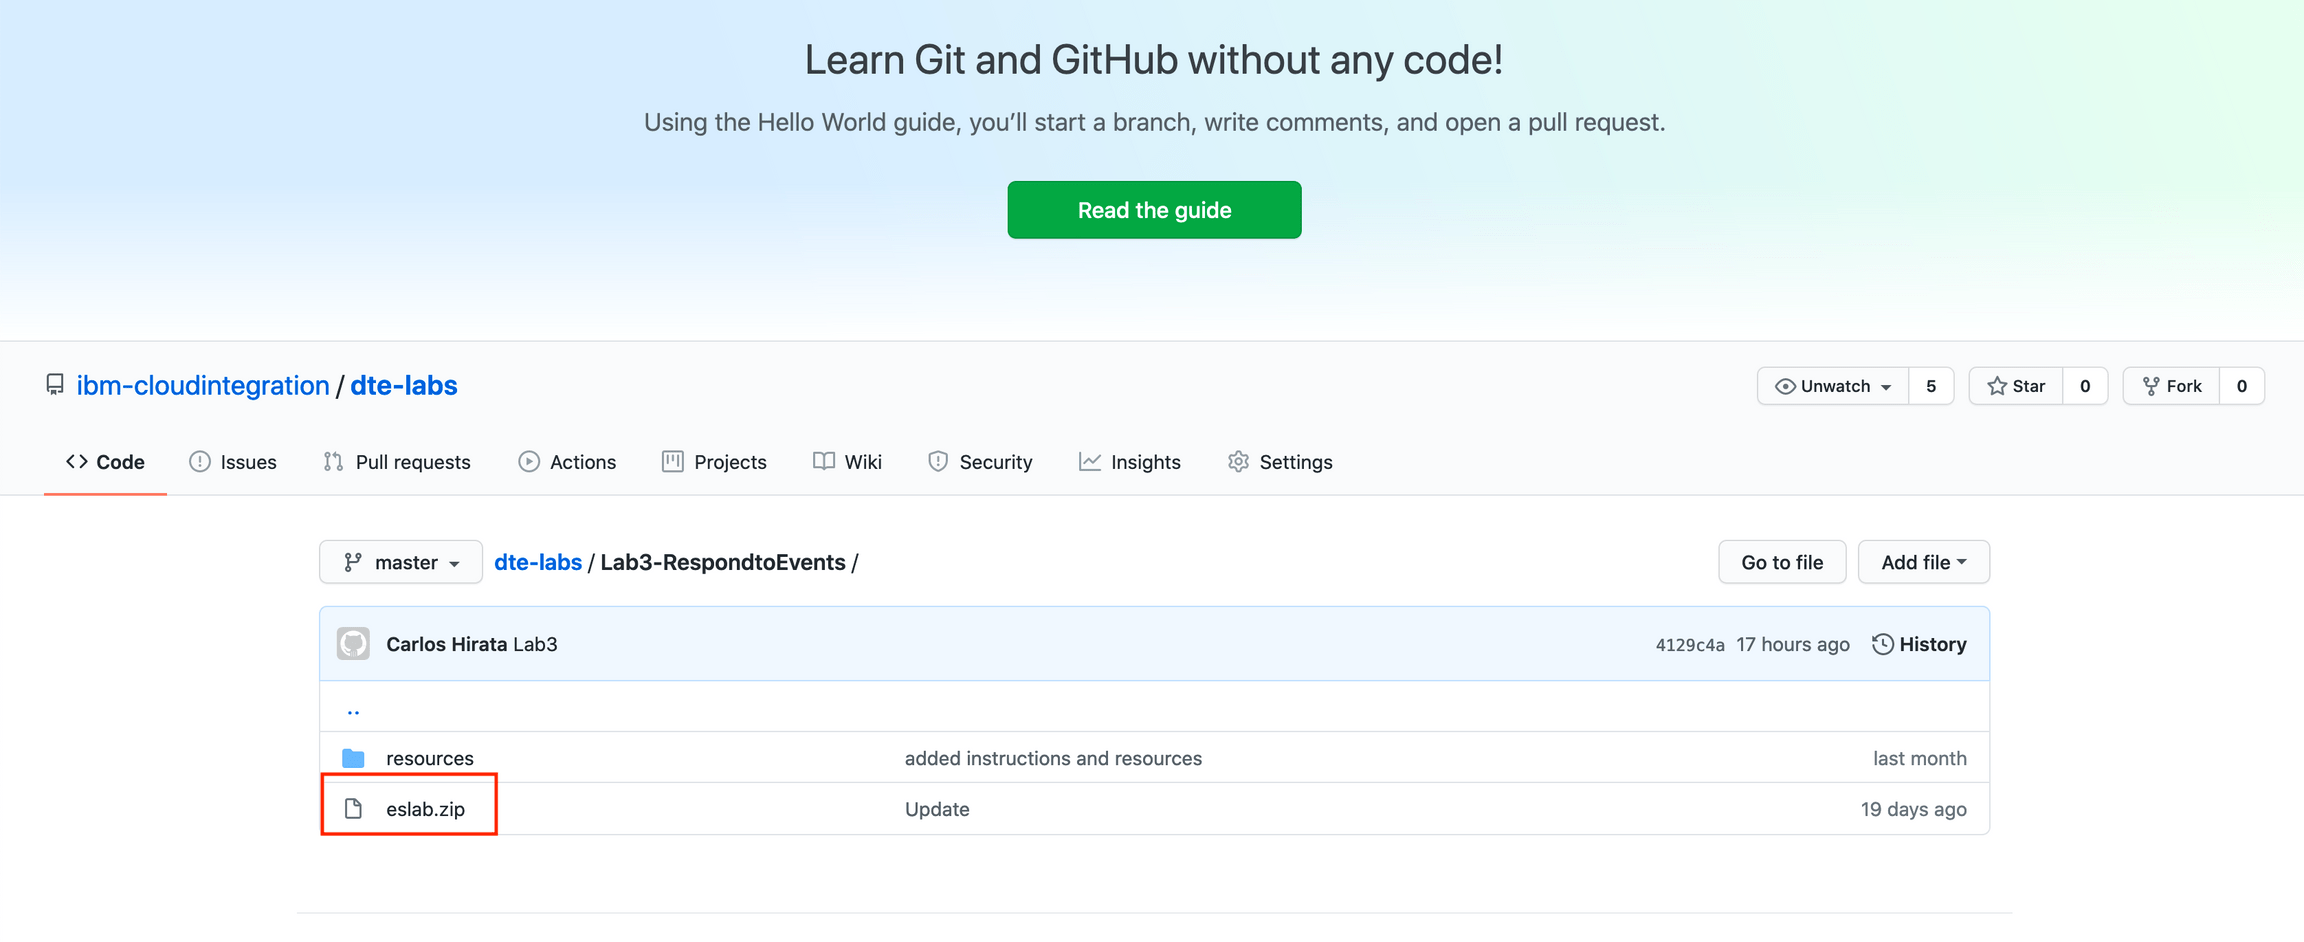 Learn Git and GitHub without any code!
Using the Hello World guide, you’ll start a branch, write comments, and open a pull request.
Read the guide
ibm-cloudintegration / dte-labs
Unwatch 5 Star 0 Fork 0
Code Issues Pull requests Actions Projects Wiki Security Insights Settings
master dte-labs / Lab3-RespondtoEvents / Go to file Add file
Carlos Hirata Lab3 4129c4a 17 hours ago History
..
resources added instructions and resources last month
eslab.zip Update 19 days ago